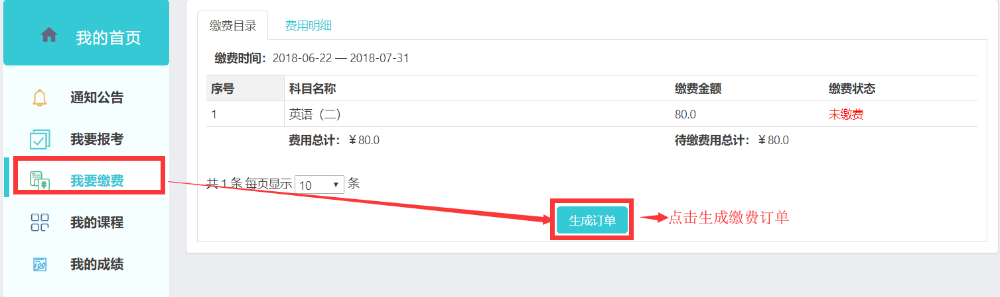 我的首页
通知公告
我要报考
我要缴费
我的课程
我的成绩
缴费目录 费用明细
缴费时间：2018-06-22 — 2018-07-31
序号 科目名称 缴费金额 缴费状态
1 英语（二） 80.0 未缴费
费用总计：￥80.0 待缴费用总计：￥80.0
共 1 条 每页显示 10 条
生成订单 点击生成缴费订单